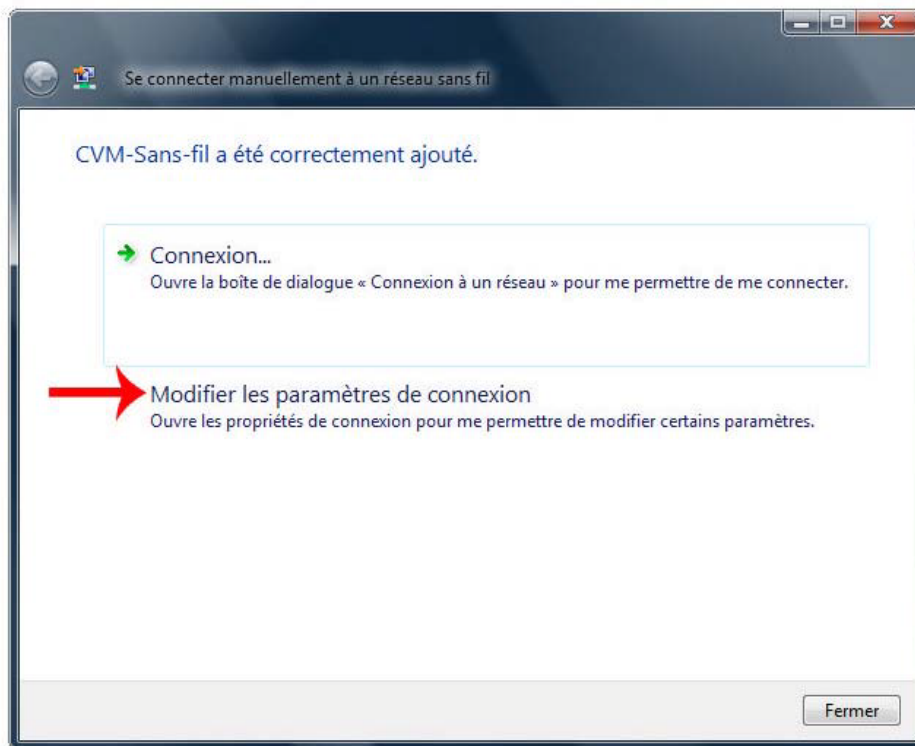 Se connecter manuellement à un réseau sans fil
CVM-Sans-fil a été correctement ajouté.
Connexion...
Ouvre la boîte de dialogue « Connexion à un réseau » pour me permettre de me connecter.
Modifier les paramètres de connexion
Ouvre les propriétés de connexion pour me permettre de modifier certains paramètres.
Fermer